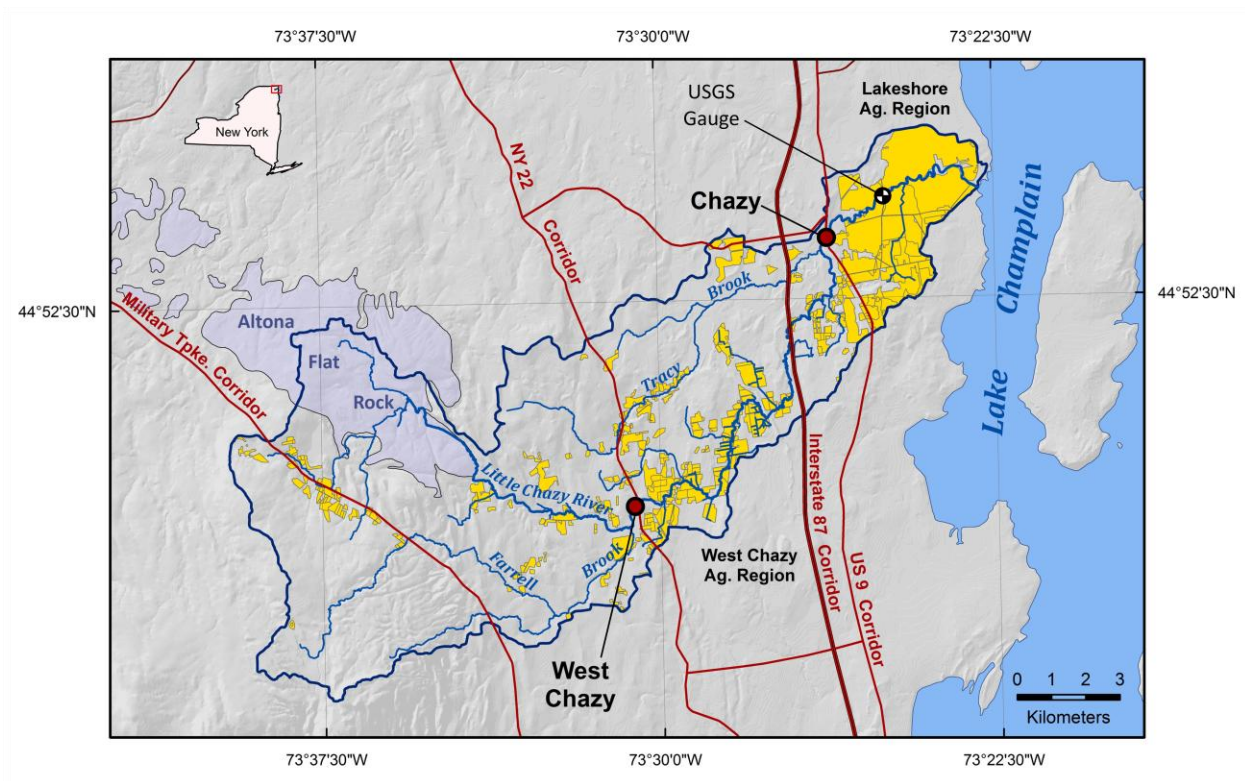 73°37'30"W
73°30'0"W
73°22'30"W
New York
USGS
Gauge
Lakeshore
Ag. Region
NY 22
Corridor
Chazy
Lake Champlain
44°52'30"N
44°52'30"N
Altona
Flat
Rock
Military Tpke. Corridor
Brook
Tracy
Little Chazy River
Interstate 87 Corridor
US 9 Corridor
West Chazy
Ag. Region
Farrell
Brook
West
Chazy
0 1 2 3
Kilometers
73°37'30"W
73°30'0"W
73°22'30"W